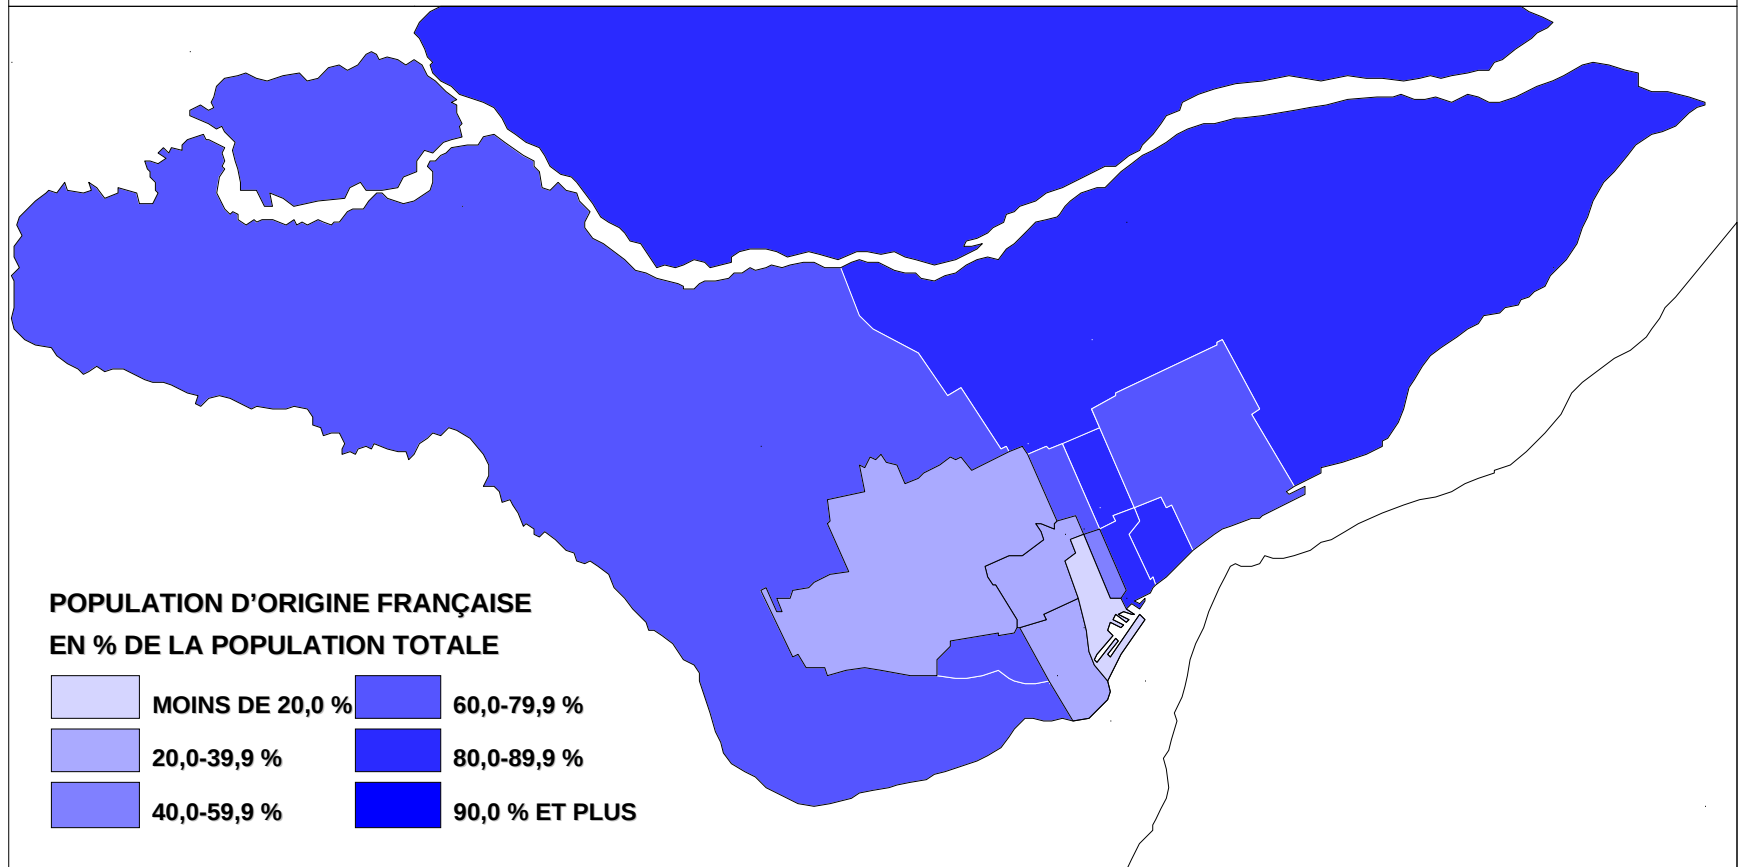 POPULATION D’ORIGINE FRANÇAISE
EN % DE LA POPULATION TOTALE
MOINS DE 20,0 %
60,0-79,9 %
20,0-39,9 %
80,0-89,9 %
40,0-59,9 %
90,0 % ET PLUS